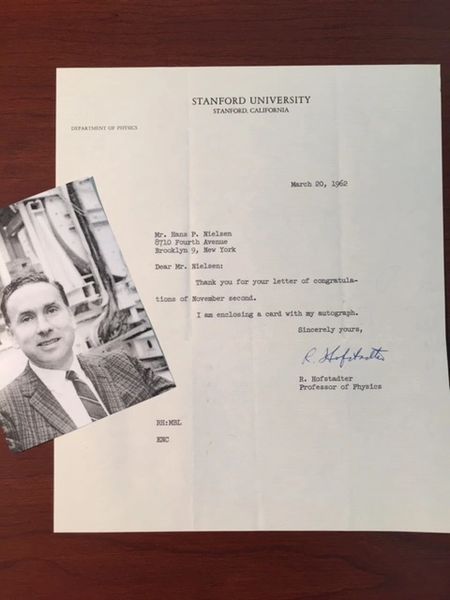 STANFORD UNIVERSITY
STANFORD, CALIFORNIA
DEPARTMENT OF PHYSICS
March 20, 1962
Mr. Hans P. Nielsen
8710 Fourth Avenue
Brooklyn 9, New York
Dear Mr. Nielsen:
Thank you for your letter of congratula-
tions of November second.
I am enclosing a card with my autograph.
Sincerely yours,
R. Hofstadter
R. Hofstadter
Professor of Physics
RH:MBL
ENC